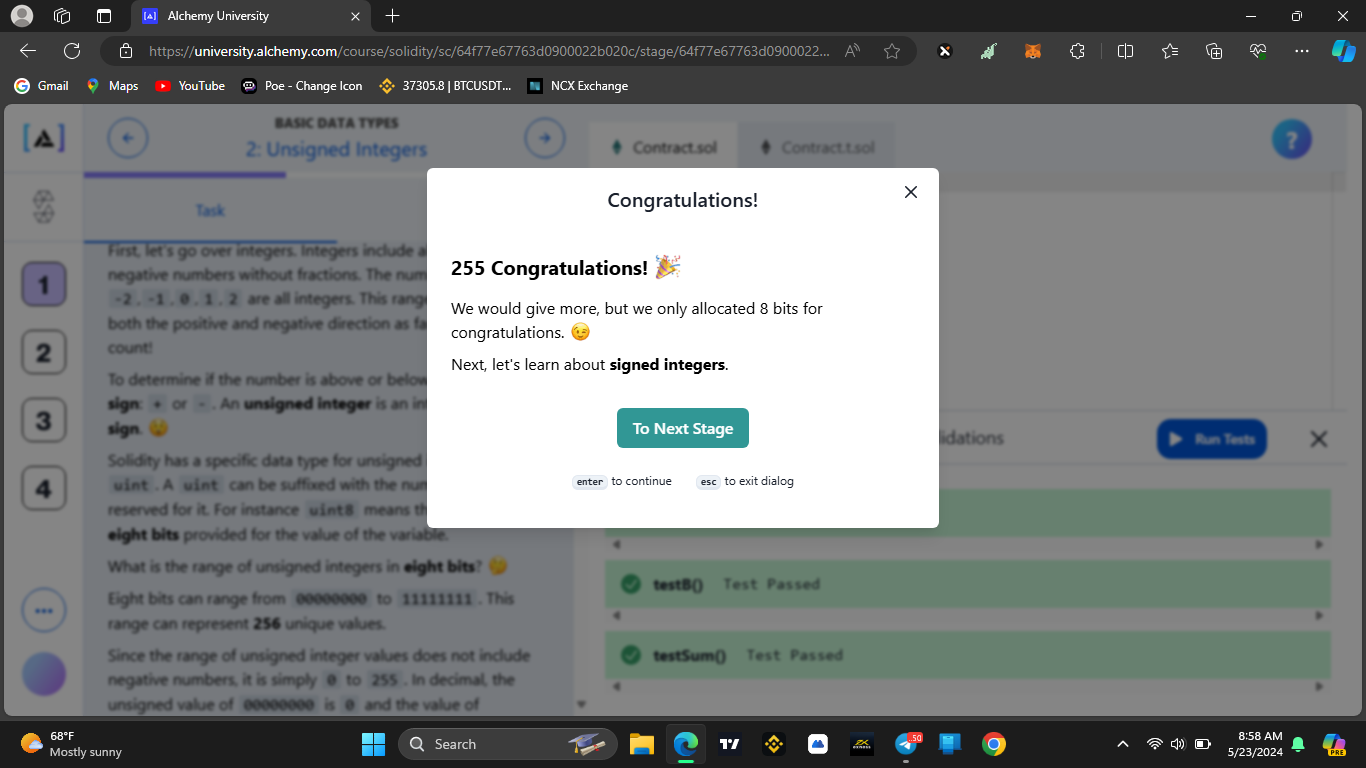 Alchemy University
https://university.alchemy.com/course/solidity/sc/64f77e67763d0900022b020c/stage/64f77e67763d0900022...
Gmail
Maps
YouTube
Poe - Change Icon
37305.8 | BTCUSDT...
NCX Exchange
BASIC DATA TYPES
2: Unsigned Integers
Contract.sol
Contract.t.sol
?
Task
1
2
3
4
First, let's go over integers. Integers include
negative numbers without fractions. The
-2, -1, 0, 1, 2 are all integers. This
both the positive and negative direction as
count!
To determine if the number is above or
sign: + or -. An unsigned integer is an
sign. 😲
Solidity has a specific data type for unsigned
uint. A uint can be suffixed with the
reserved for it. For instance uint8 means
eight bits provided for the value of the variable.
What is the range of unsigned integers in eight bits? 🤔
Eight bits can range from 00000000 to 11111111. This
range can represent 256 unique values.
Since the range of unsigned integer values does not include
negative numbers, it is simply 0 to 255. In decimal, the
unsigned value of 00000000 is 0 and the value of
Congratulations!
255 Congratulations! 🎉
We would give more, but we only allocated 8 bits for
congratulations. 😉
Next, let's learn about signed integers.
To Next Stage
enter to continue
esc to exit dialog
Run Tests
testB() Test Passed
testSum() Test Passed
68°F
Mostly sunny
Search
.50
PRE
8:58 AM
5/23/2024